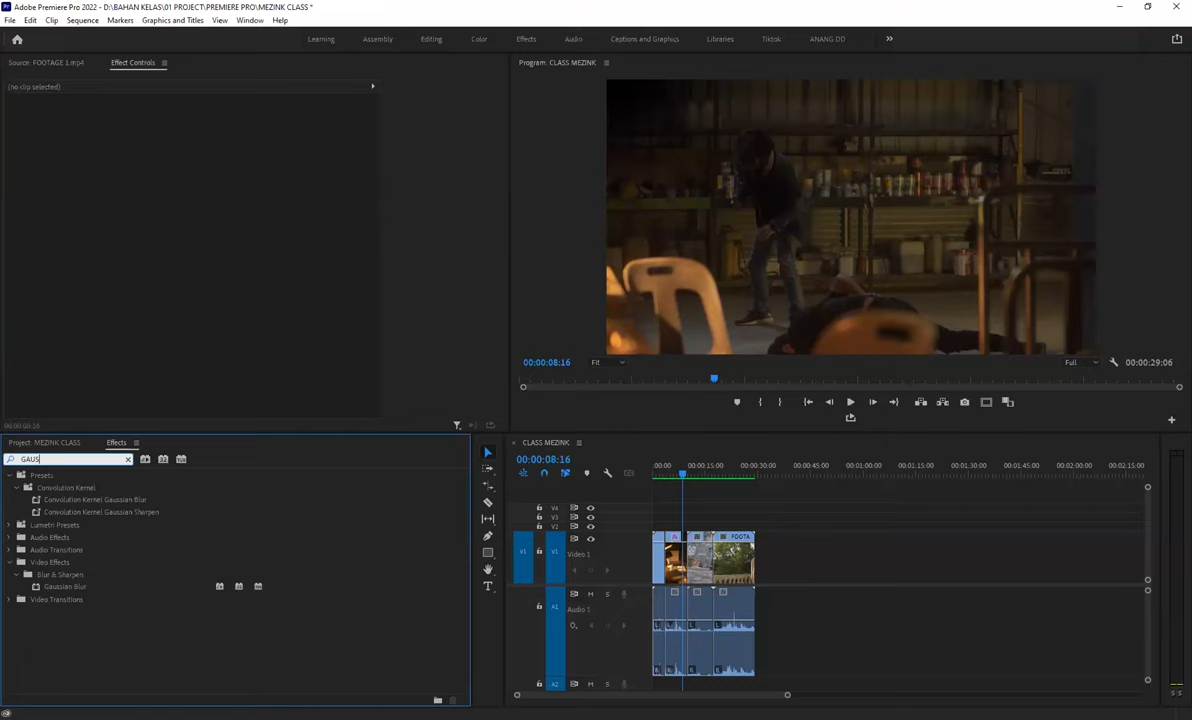 Adobe Premiere Pro 2022 - D:\BAHAN KELAS\01 PROJECT\PREMIERE PRO\MEZINK CLASS *
File Edit Clip Sequence Markers Graphics and Titles View Window Help
Learning Assembly Editing Color Effects Audio Captions and Graphics Libraries Tiktok ANANG DD
Source: FOOTAGE 1.mp4 Effect Controls
Program: CLASS MEZINK
(no clip selected)
00:00:08:16 Fit Full 00:00:29:06
00:00:08:16
Project: MEZINK CLASS Effects
GAUS
Presets
Convolution Kernel
Convolution Kernel Gaussian Blur
Convolution Kernel Gaussian Sharpen
Lumetri Presets
Audio Effects
Audio Transitions
Video Effects
Blur & Sharpen
Gaussian Blur
Video Transitions
CLASS MEZINK
00:00:08:16
:00:00 00:00:15:00 00:00:30:00 00:00:45:00 00:01:00:00 00:01:15:00 00:01:30:00 00:01:45:00 00:02:00:00 00:02:15:00
V4
V3
V2
V1 V1 Video 1 FOOTA
A1 M S
Audio 1
A2 M S
S S